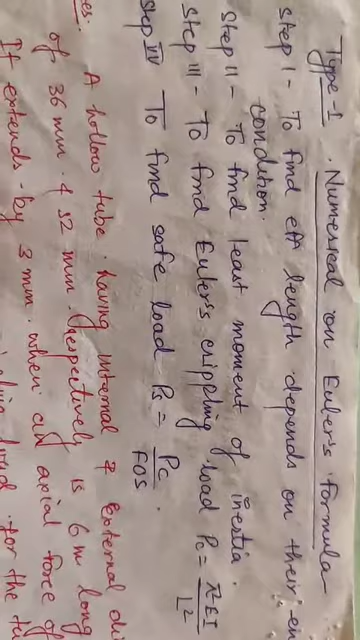 Type-I. Numerical on Euler's formula
Step I - To find eff length depends on their
condition.
Step II - To find least moment of inertia.
Step III - To find Euler's crippling load Pc = π²EI/L²
Step IV To find safe load Ps = Pc/FOS.
A hollow tube having internal & external
of 36 mm & 52 mm respectively is 6 m long
It extends by 3 mm when an axial force of
for the